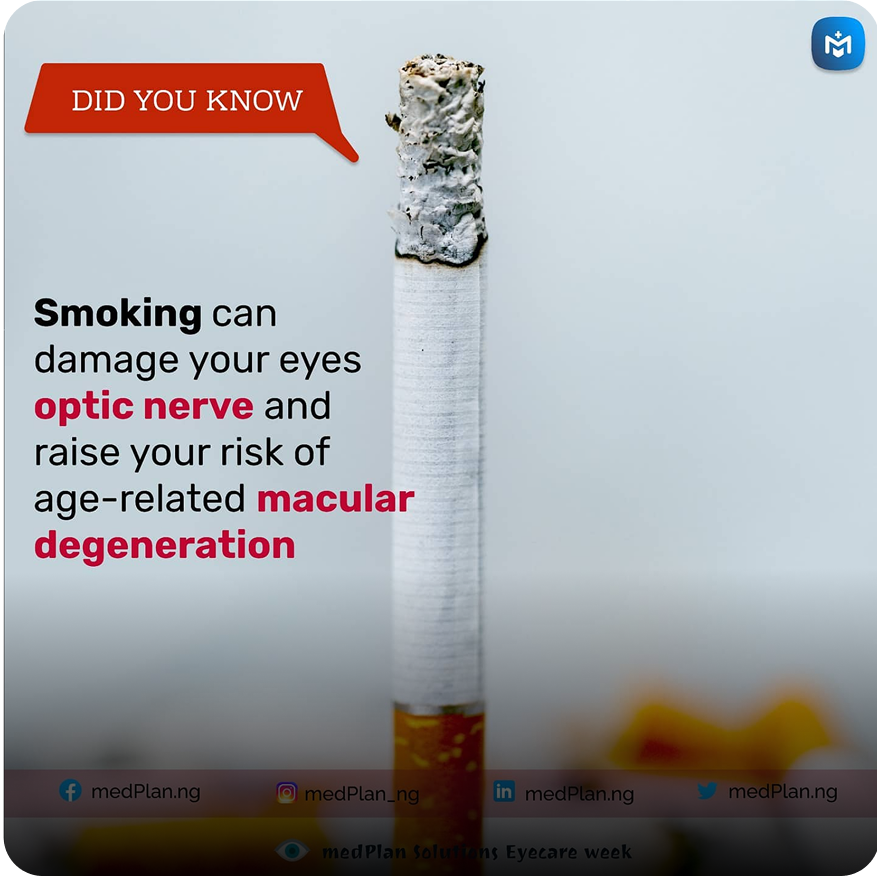 DID YOU KNOW
Smoking can
damage your eyes
optic nerve and
raise your risk of
age-related macular
degeneration
medPlan.ng medPlan_ng medPlan.ng medPlan.ng
medPlan Solutions Eyecare week